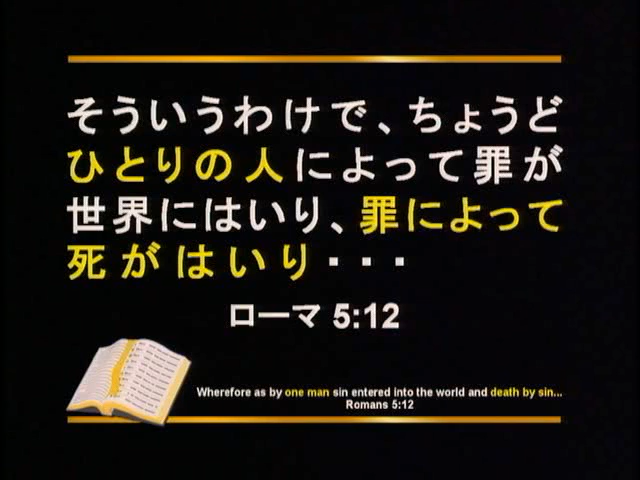 そういうわけで、ちょうど
ひとりの人によって罪が
世界にはいり、罪によって
死がはいり・・・
ローマ 5:12
Wherefore as by one man sin entered into the world and death by sin...
Romans 5:12